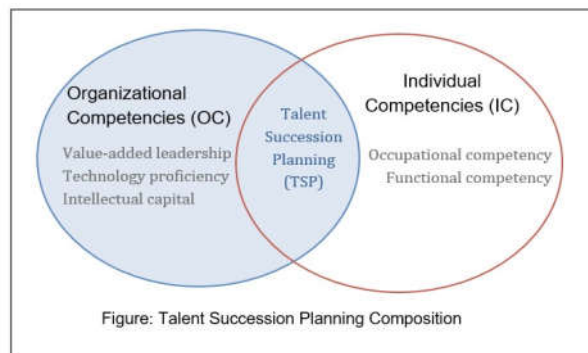 Organizational
Competencies (OC)
Value-added leadership
Technology proficiency
Intellectual capital
Talent
Succession
Planning
(TSP)
Individual
Competencies (IC)
Occupational competency
Functional competency
Figure: Talent Succession Planning Composition